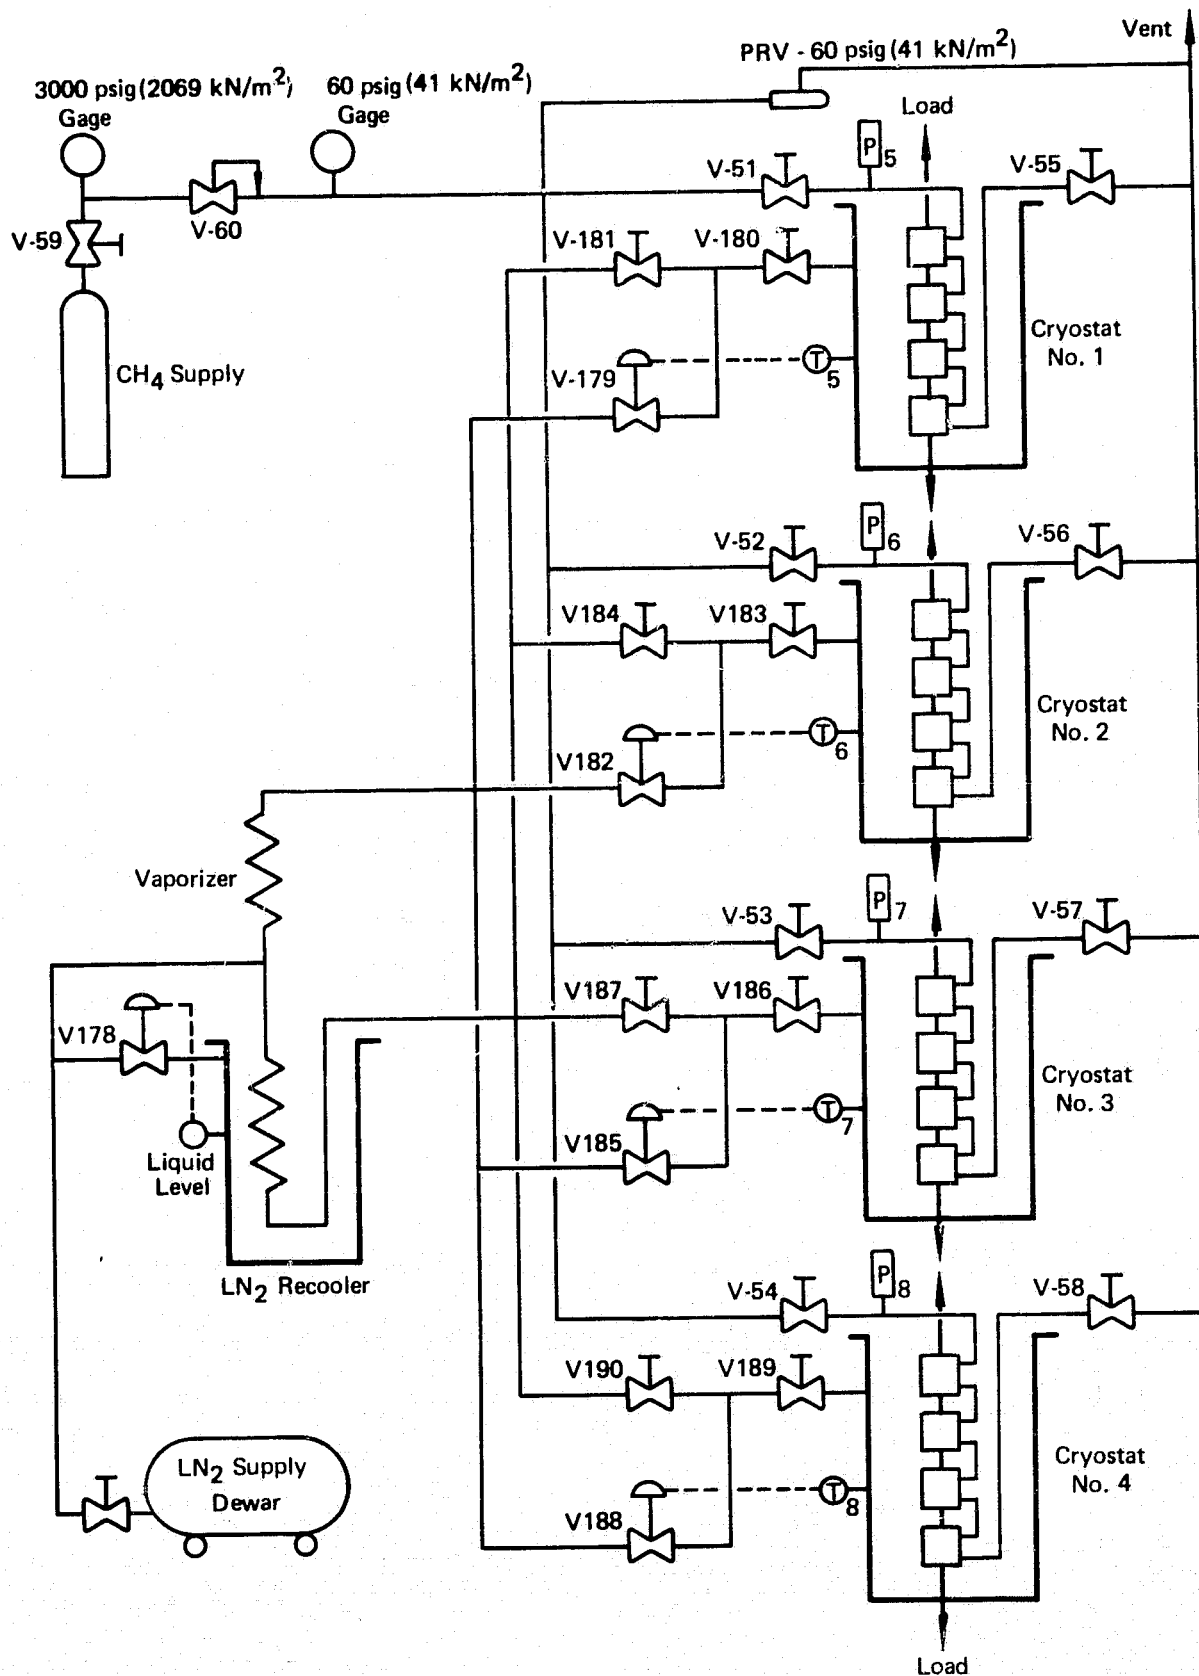 Vent
PRV - 60 psig (41 kN/m2)
3000 psig (2069 kN/m2)
Gage
60 psig (41 kN/m2)
Gage
Load
P5
V-51
V-55
V-59
V-60
V-181
V-180
Cryostat
No. 1
CH4 Supply
V-179
T5
P6
V-52
V-56
V184
V183
Cryostat
No. 2
V182
T6
Vaporizer
P7
V-53
V-57
V187
V186
V178
Cryostat
No. 3
V185
T7
Liquid
Level
LN2 Recooler
P8
V-54
V-58
V190
V189
Cryostat
No. 4
LN2 Supply
Dewar
V188
T8
Load